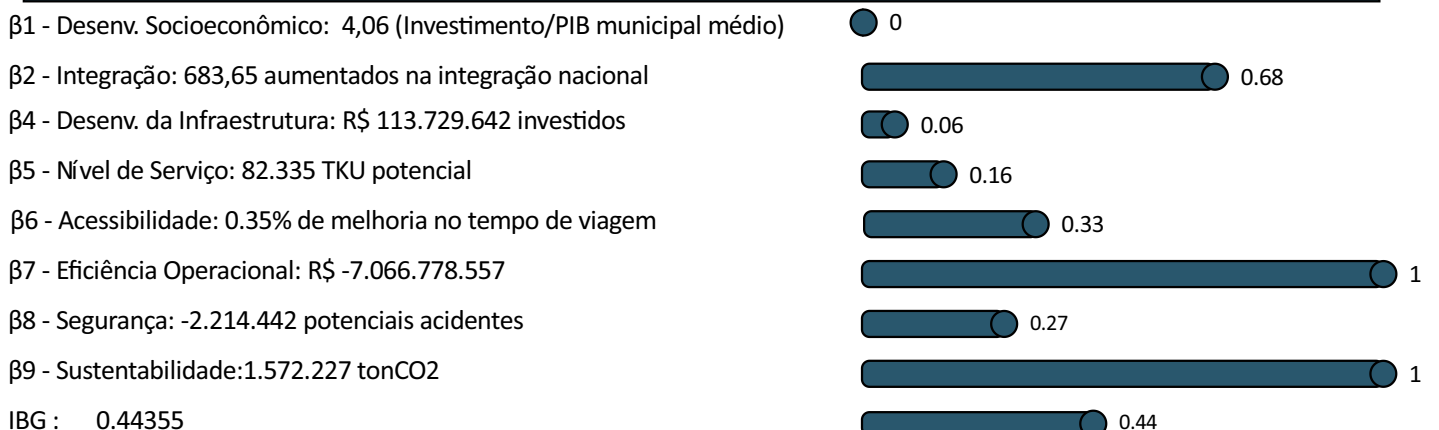 β1 - Desenv. Socioeconômico:  4,06 (Investimento/PIB municipal médio) 0
β2 - Integração: 683,65 aumentados na integração nacional 0.68
β4 - Desenv. da Infraestrutura: R$ 113.729.642 investidos 0.06
β5 - Nível de Serviço: 82.335 TKU potencial 0.16
β6 - Acessibilidade: 0.35% de melhoria no tempo de viagem 0.33
β7 - Eficiência Operacional: R$ -7.066.778.557 1
β8 - Segurança: -2.214.442 potenciais acidentes 0.27
β9 - Sustentabilidade:1.572.227 tonCO2 1
IBG :   0.44355 0.44